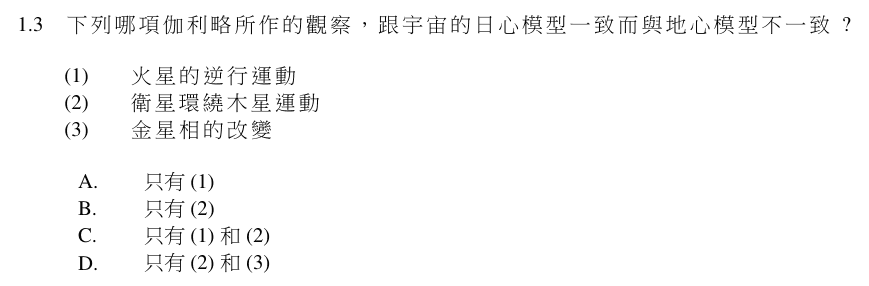 1.3 下列哪項伽利略所作的觀察，跟宇宙的日心模型一致而與地心模型不一致？
(1) 火星的逆行運動
(2) 衛星環繞木星運動
(3) 金星相的改變
A. 只有 (1)
B. 只有 (2)
C. 只有 (1) 和 (2)
D. 只有 (2) 和 (3)